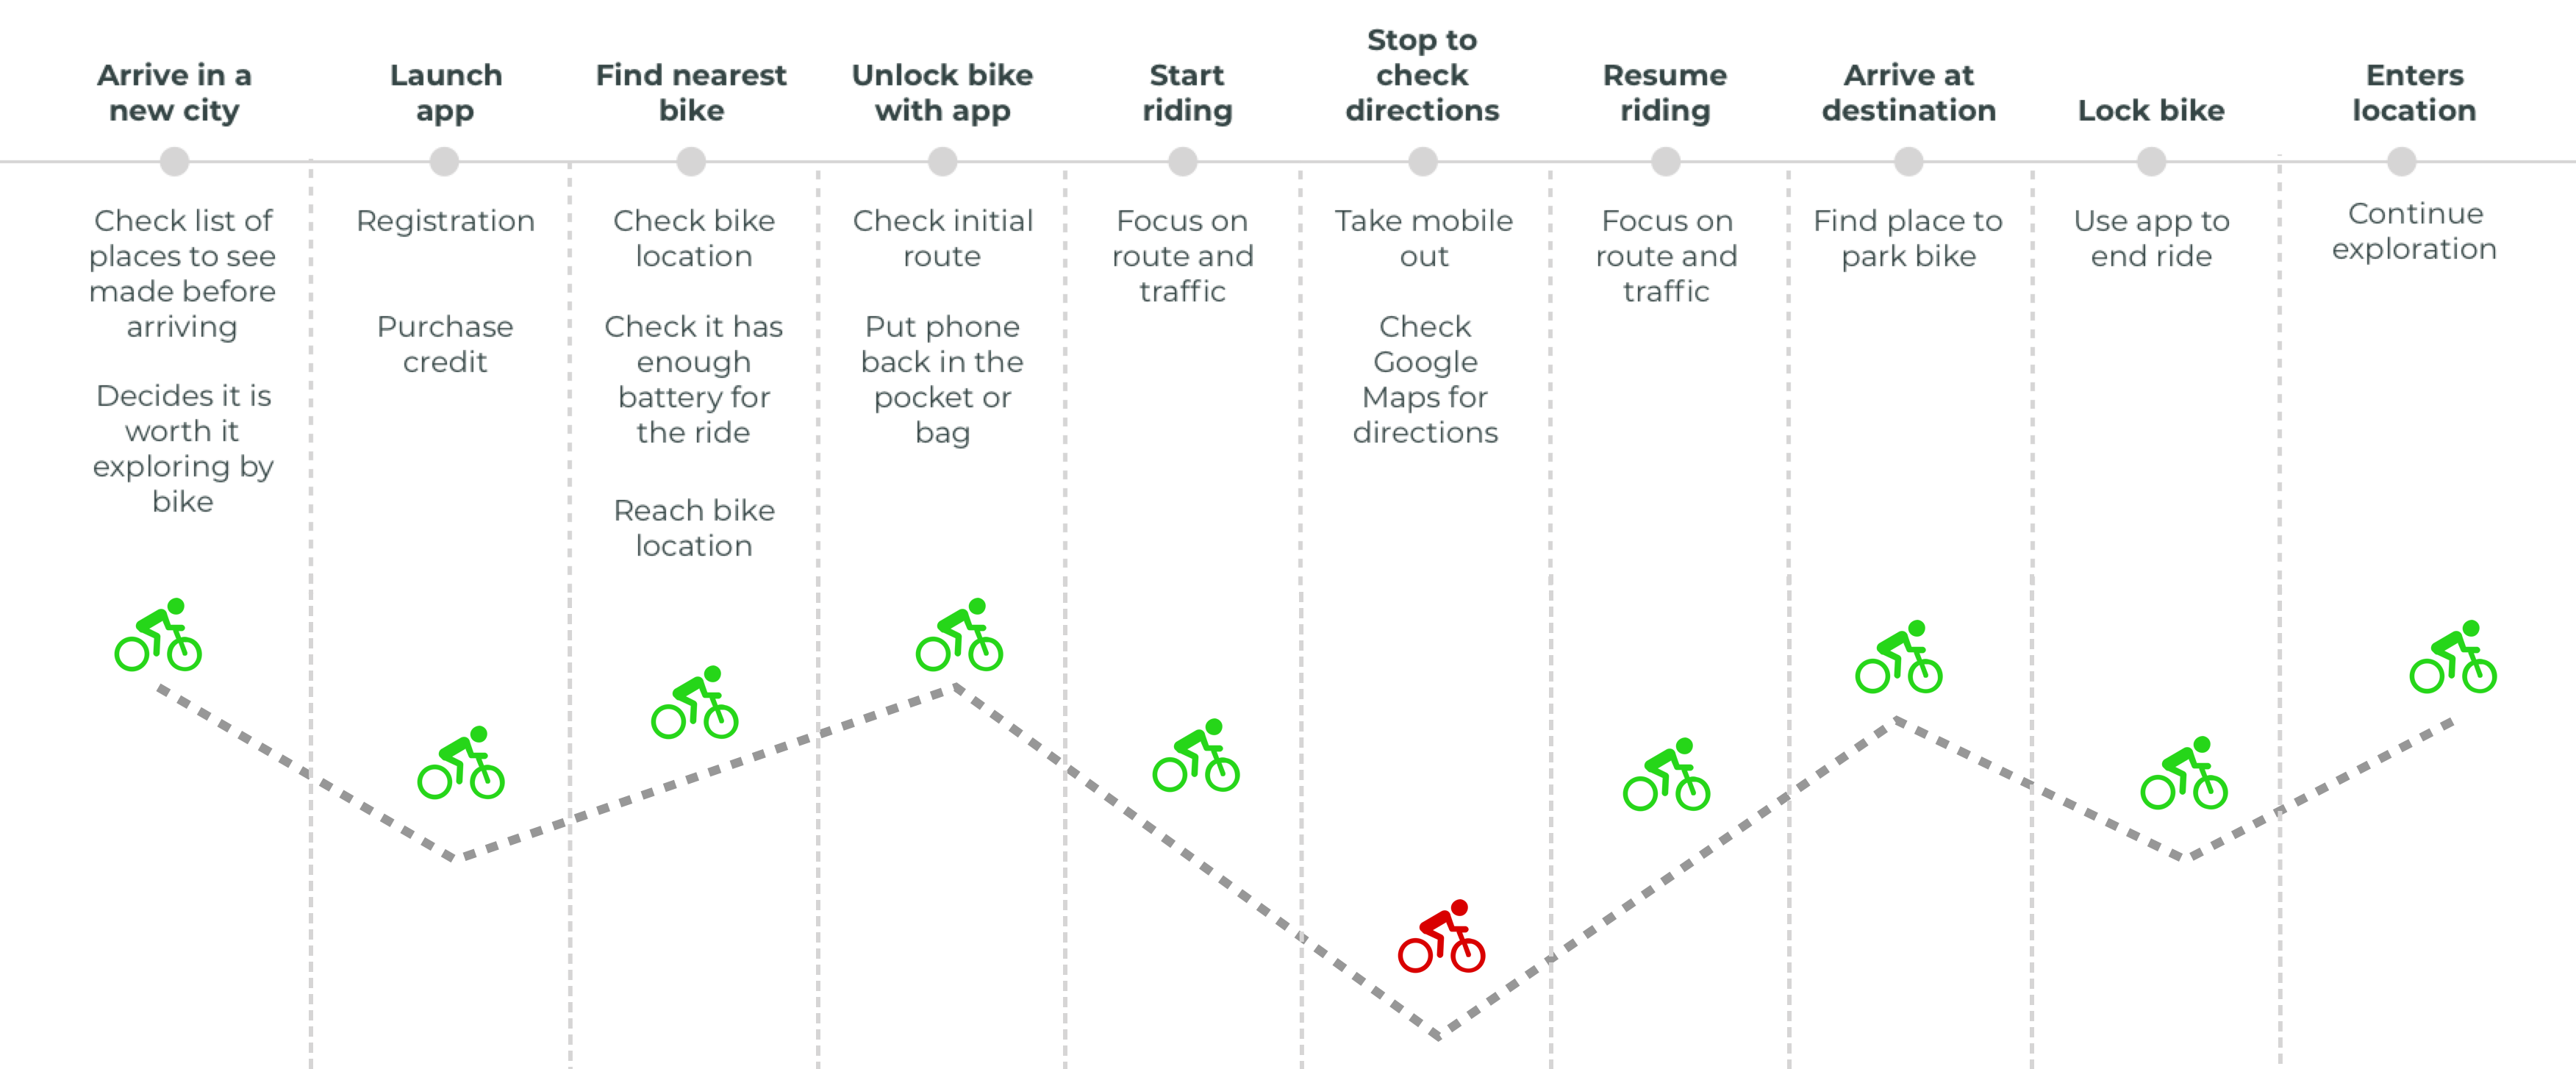 Arrive in a
new city
Launch
app
Find nearest
bike
Unlock bike
with app
Start
riding
Stop to
check
directions
Resume
riding
Arrive at
destination
Lock bike
Enters
location
Check list of
places to see
made before
arriving
Decides it is
worth it
exploring by
bike
Registration
Purchase
credit
Check bike
location
Check it has
enough
battery for
the ride
Reach bike
location
Check initial
route
Put phone
back in the
pocket or
bag
Focus on
route and
traffic
Take mobile
out
Check
Google
Maps for
directions
Focus on
route and
traffic
Find place to
park bike
Use app to
end ride
Continue
exploration